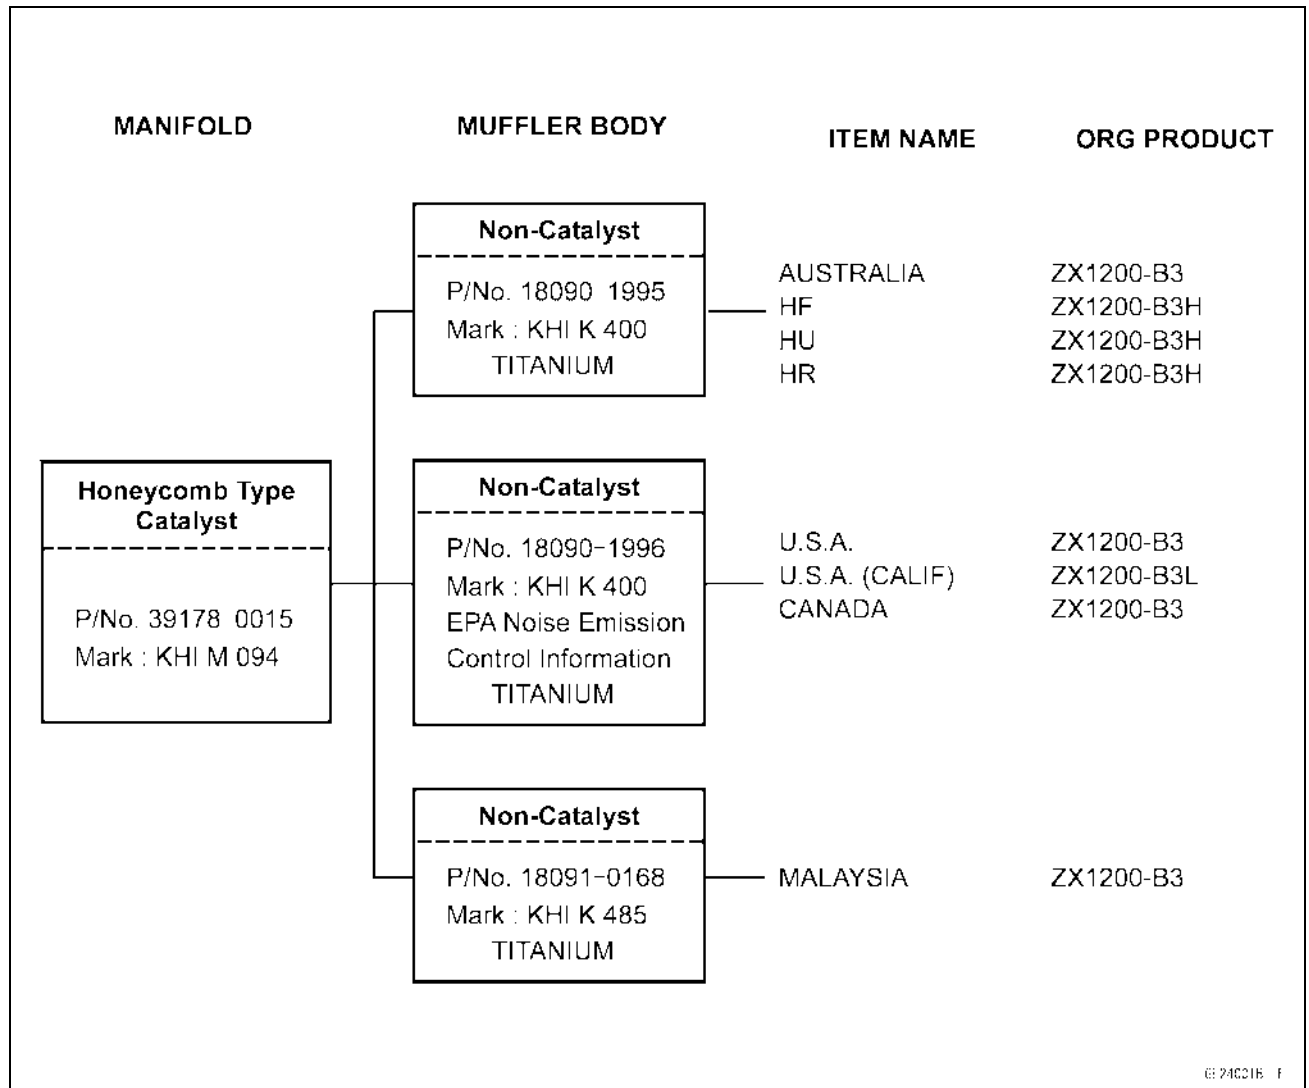 MANIFOLD
MUFFLER BODY
ITEM NAME
ORG PRODUCT
Honeycomb Type
Catalyst
P/No. 39178 0015
Mark : KHI M 094
Non-Catalyst
P/No. 18090 1995
Mark : KHI K 400
TITANIUM
AUSTRALIA ZX1200-B3
HF ZX1200-B3H
HU ZX1200-B3H
HR ZX1200-B3H
Non-Catalyst
P/No. 18090-1996
Mark : KHI K 400
EPA Noise Emission
Control Information
TITANIUM
U.S.A. ZX1200-B3
U.S.A. (CALIF) ZX1200-B3L
CANADA ZX1200-B3
Non-Catalyst
P/No. 18091-0168
Mark : KHI K 485
TITANIUM
MALAYSIA ZX1200-B3